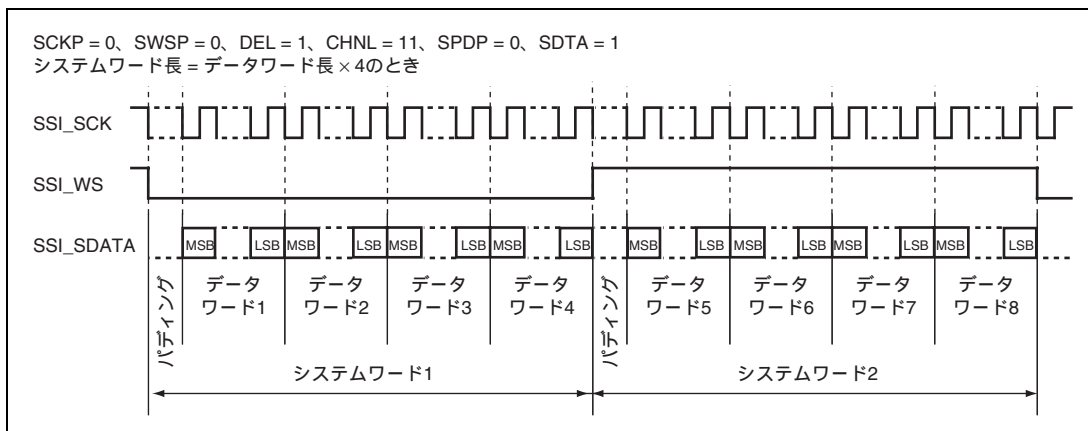 SCKP = 0、SWSP = 0、DEL = 1、CHNL = 11、SPDP = 0、SDTA = 1
システムワード長 = データワード長 × 4のとき
SSI_SCK
SSI_WS
SSI_SDATA
MSB LSB MSB LSB MSB LSB MSB LSB MSB LSB MSB LSB MSB LSB MSB LSB
パディング
データ
ワード1
データ
ワード2
データ
ワード3
データ
ワード4
パディング
データ
ワード5
データ
ワード6
データ
ワード7
データ
ワード8
システムワード1
システムワード2